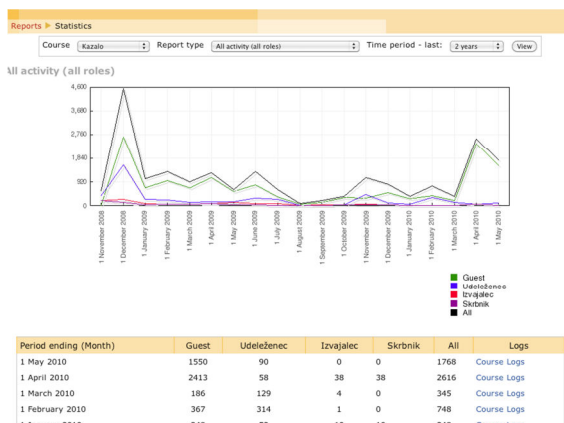 Reports ▶ Statistics
Course Kazalo Report type All activity (all roles) Time period - last: 2 years View
All activity (all roles)
4,600
3,680
2,760
1,840
920
0
1 November 2008
1 December 2008
1 January 2009
1 February 2009
1 March 2009
1 April 2009
1 May 2009
1 June 2009
1 July 2009
1 August 2009
1 September 2009
1 October 2009
1 November 2009
1 December 2009
1 January 2010
1 February 2010
1 March 2010
1 April 2010
1 May 2010
Guest
Udeleženec
Izvajalec
Skrbnik
All
Period ending (Month) Guest Udeleženec Izvajalec Skrbnik All Logs
1 May 2010 1550 90 0 0 1768 Course Logs
1 April 2010 2413 58 38 38 2616 Course Logs
1 March 2010 186 129 4 0 345 Course Logs
1 February 2010 367 314 1 0 748 Course Logs